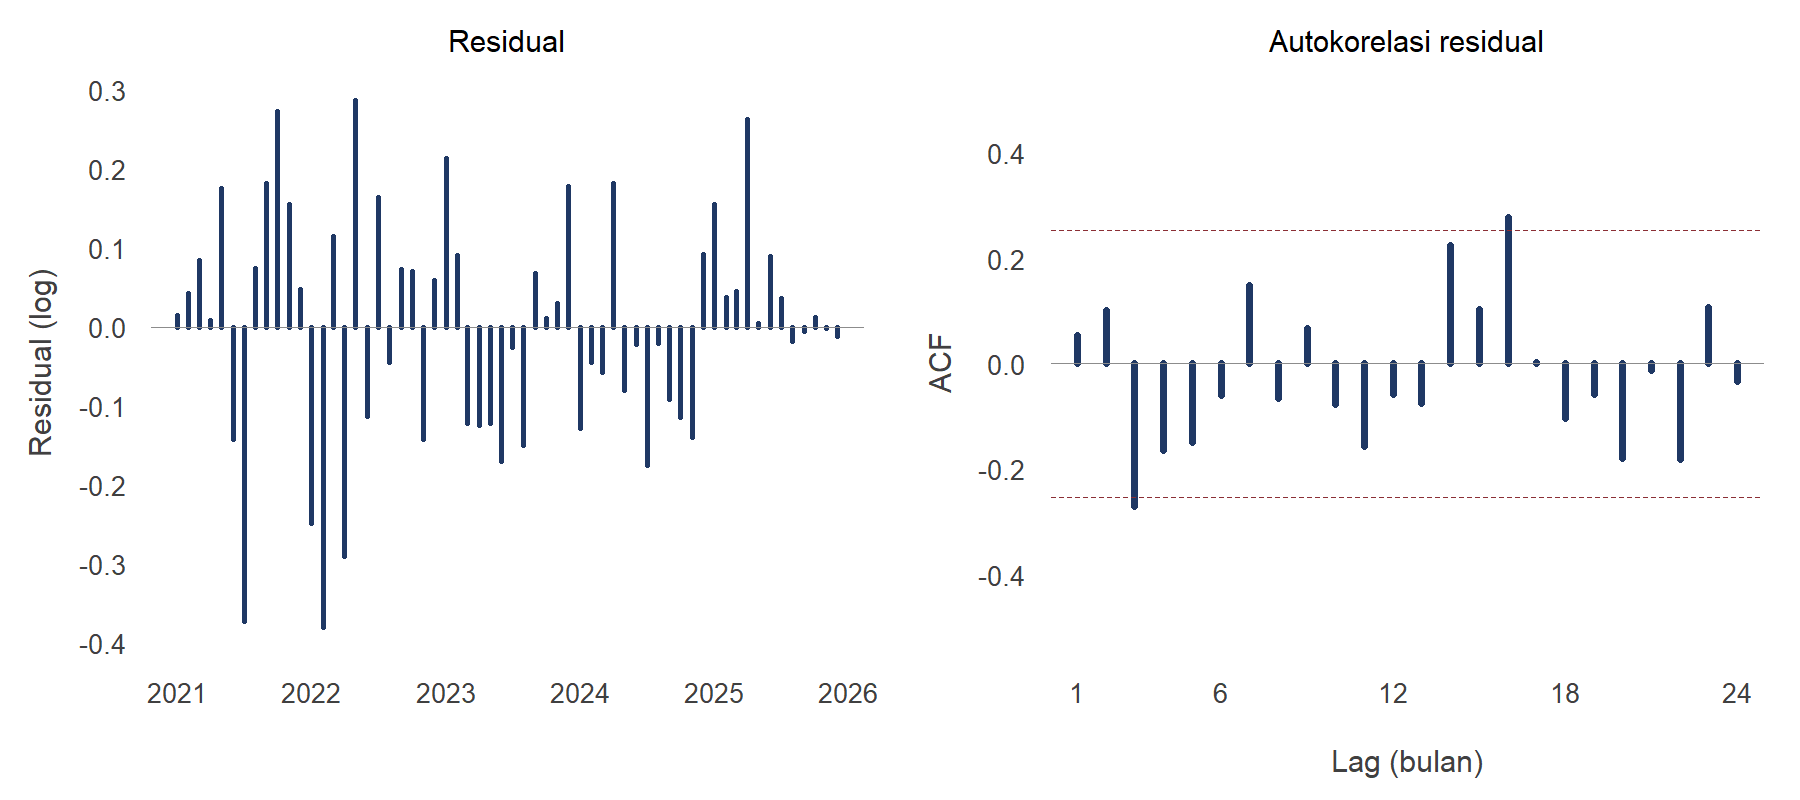 Residual
Residual (log)
0.3
0.2
0.1
0.0
-0.1
-0.2
-0.3
-0.4
2021 2022 2023 2024 2025 2026
Autokorelasi residual
ACF
0.4
0.2
0.0
-0.2
-0.4
1 6 12 18 24
Lag (bulan)